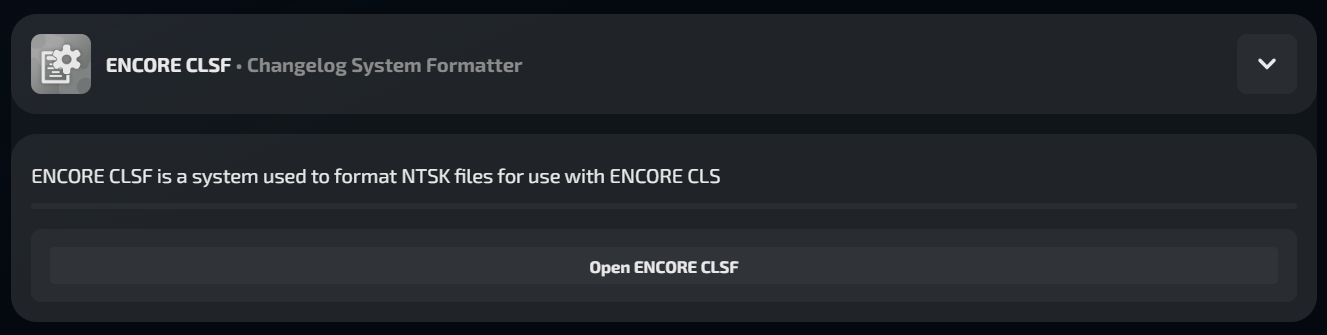 ENCORE CLSF • Changelog System Formatter
ENCORE CLSF is a system used to format NTSK files for use with ENCORE CLS
Open ENCORE CLSF